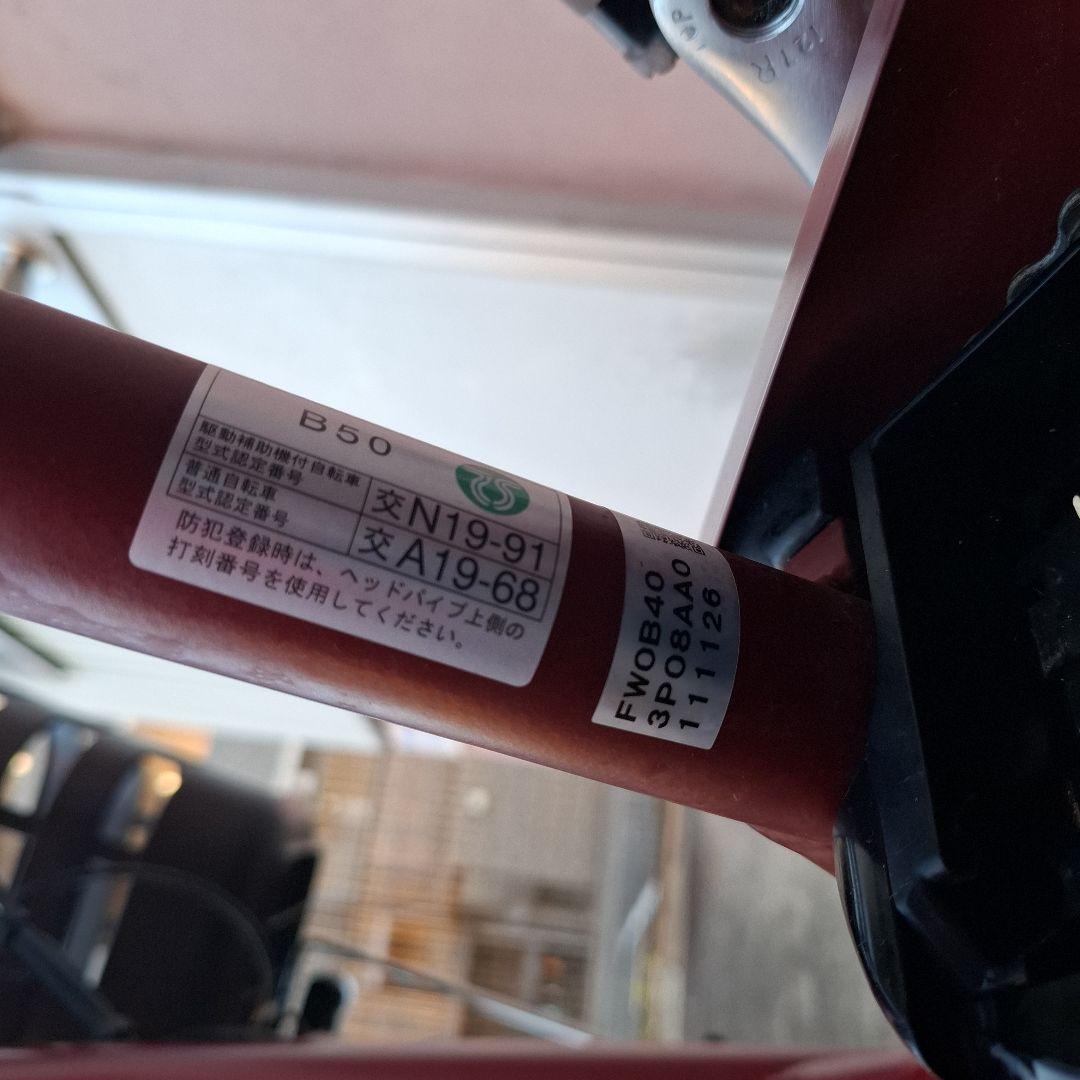 B50
駆動補助機付自転車
型式認定番号
交N19-91
普通自転車
型式認定番号
交A19-68
防犯登録時は、ヘッドパイプ上側の
打刻番号を使用してください。
FW0B40
3P08AA0
111126
121R